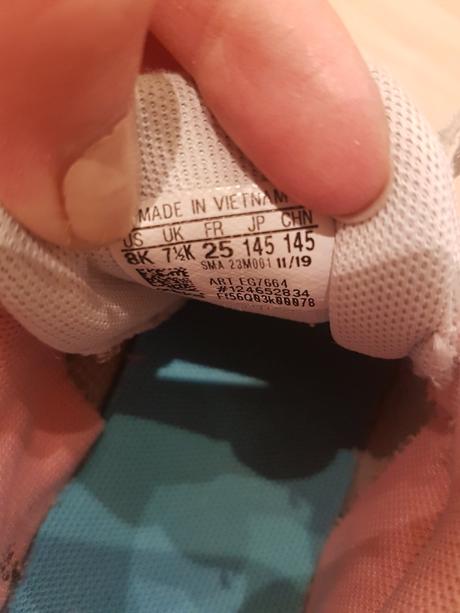 MADE IN VIETNAM
US UK FR JP CHN
8K 7½K 25 145 145
SMA 23M001 11/19
ART EG7664
#124652834
Ff56Q03k00078